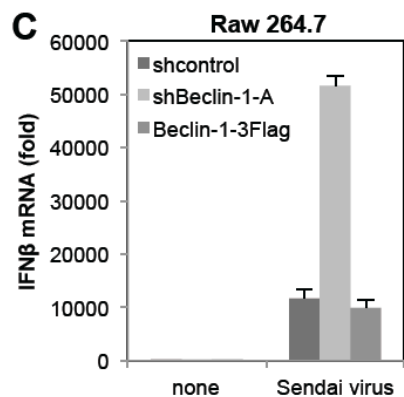 C
Raw 264.7
IFNβ mRNA (fold)
60000
50000
40000
30000
20000
10000
0
shcontrol
shBeclin-1-A
Beclin-1-3Flag
none
Sendai virus